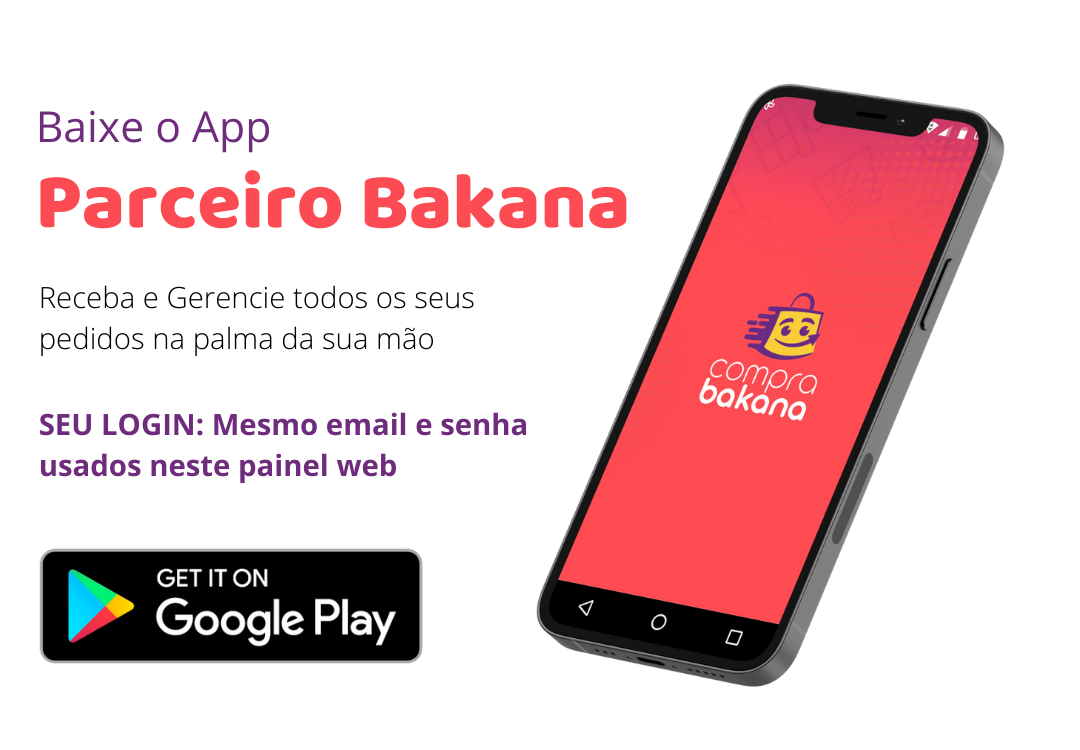 Baixe o App
Parceiro Bakana
Receba e Gerencie todos os seus
pedidos na palma da sua mão
SEU LOGIN: Mesmo email e senha
usados neste painel web
GET IT ON
Google Play
compra
bakana